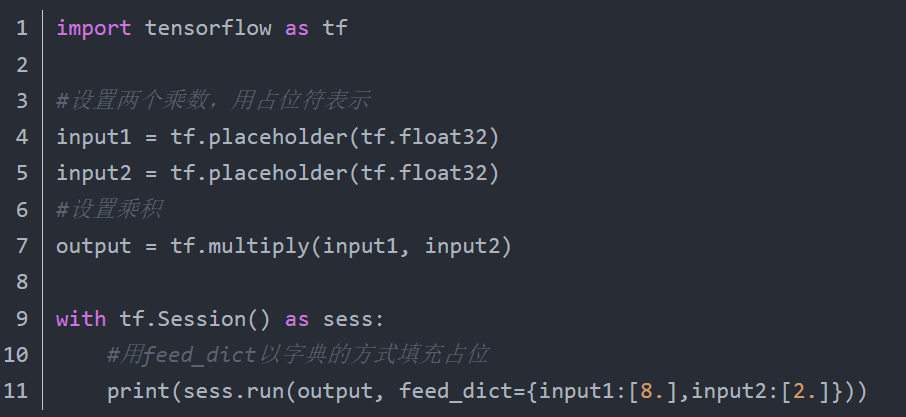 1 import tensorflow as tf
2
3 #设置两个乘数，用占位符表示
4 input1 = tf.placeholder(tf.float32)
5 input2 = tf.placeholder(tf.float32)
6 #设置乘积
7 output = tf.multiply(input1, input2)
8
9 with tf.Session() as sess:
10     #用feed_dict以字典的方式填充占位
11     print(sess.run(output, feed_dict={input1:[8.],input2:[2.]}))